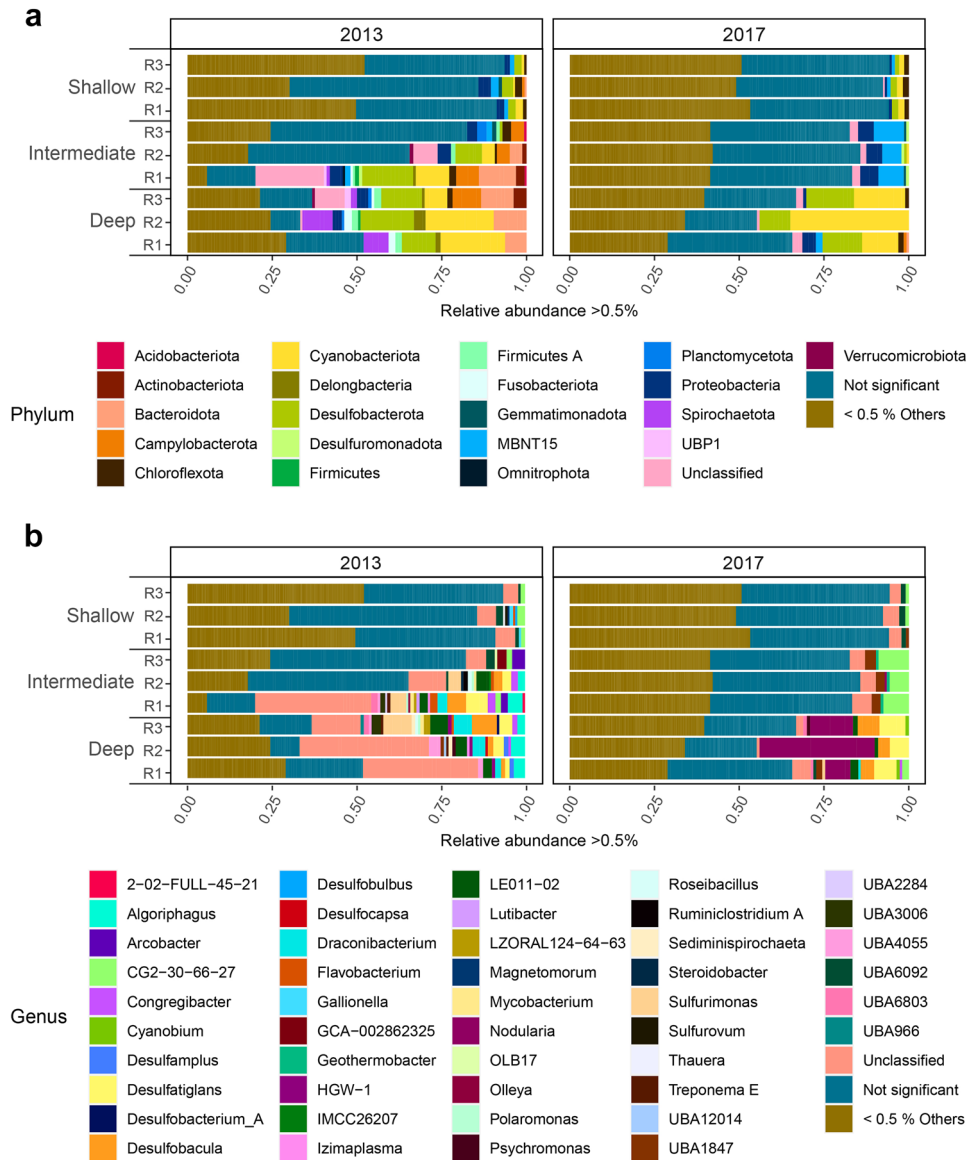 a
2013 2017
R3
Shallow R2
R1
R3
Intermediate R2
R1
R3
Deep R2
R1
0.00 0.25 0.50 0.75 1.00 0.00 0.25 0.50 0.75 1.00
Relative abundance >0.5%
Phylum
Acidobacteriota Cyanobacteriota Firmicutes A Planctomycetota Verrucomicrobiota
Actinobacteriota Delongbacteria Fusobacteriota Proteobacteria Not significant
Bacteroidota Desulfobacterota Gemmatimonadota Spirochaetota < 0.5 % Others
Campylobacterota Desulfuromonadota MBNT15 UBP1
Chloroflexota Firmicutes Omnitrophota Unclassified
b
2013 2017
R3
Shallow R2
R1
R3
Intermediate R2
R1
R3
Deep R2
R1
0.00 0.25 0.50 0.75 1.00 0.00 0.25 0.50 0.75 1.00
Relative abundance >0.5%
Genus
2−02−FULL−45−21 Desulfobulbus LE011−02 Roseibacillus UBA2284
Algoriphagus Desulfocapsa Lutibacter Ruminiclostridium A UBA3006
Arcobacter Draconibacterium LZORAL124−64−63 Sediminispirochaeta UBA4055
CG2−30−66−27 Flavobacterium Magnetomorum Steroidobacter UBA6092
Congregibacter Gallionella Mycobacterium Sulfurimonas UBA6803
Cyanobium GCA−002862325 Nodularia Sulfurovum UBA966
Desulfamplus Geothermobacter OLB17 Thauera Unclassified
Desulfatiglans HGW−1 Olleya Treponema E Not significant
Desulfobacterium_A IMCC26207 Polaromonas UBA12014 < 0.5 % Others
Desulfobacula Izimaplasma Psychromonas UBA1847